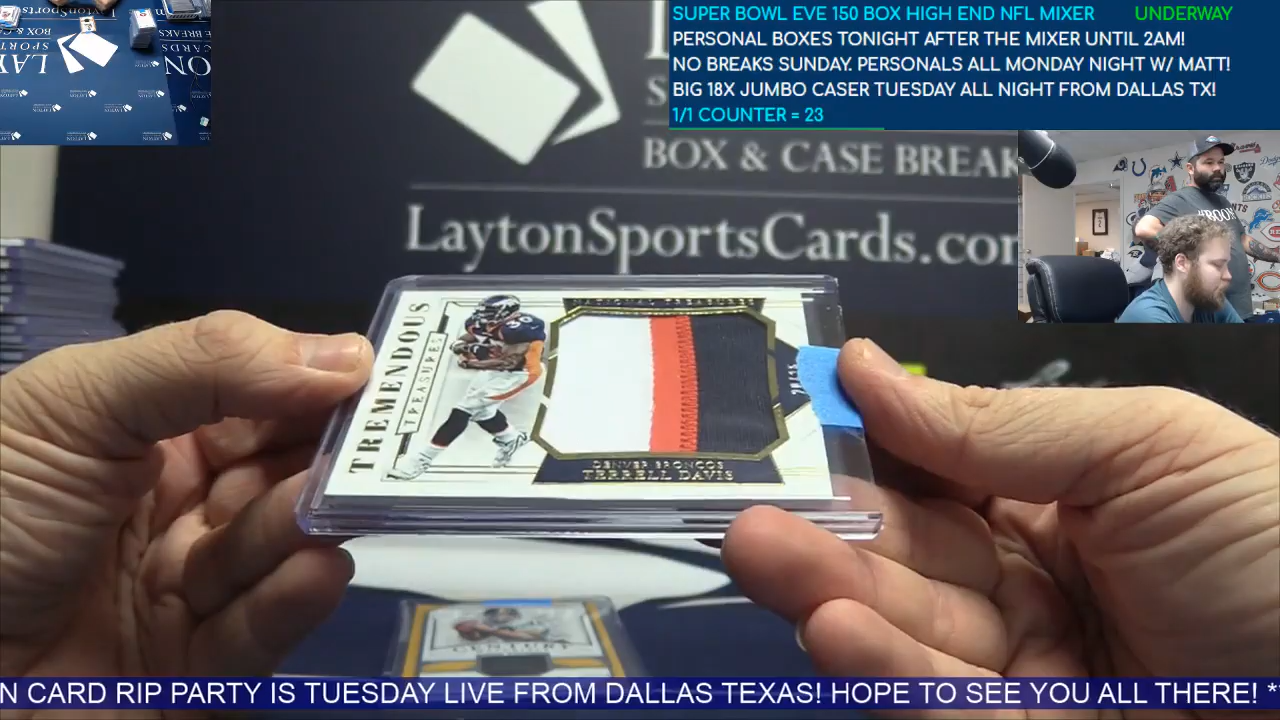 SUPER BOWL EVE 150 BOX HIGH END NFL MIXER UNDERWAY
PERSONAL BOXES TONIGHT AFTER THE MIXER UNTIL 2AM!
NO BREAKS SUNDAY. PERSONALS ALL MONDAY NIGHT W/ MATT!
BIG 18X JUMBO CASER TUESDAY ALL NIGHT FROM DALLAS TX!
1/1 COUNTER = 23
BOX & CASE BREAK
LaytonSportsCards.com
NATIONAL TREASURES
TREMENDOUS
TREASURES
DENVER BRONCOS
TERRELL DAVIS
CENTURY
N CARD RIP PARTY IS TUESDAY LIVE FROM DALLAS TEXAS! HOPE TO SEE YOU ALL THERE! *